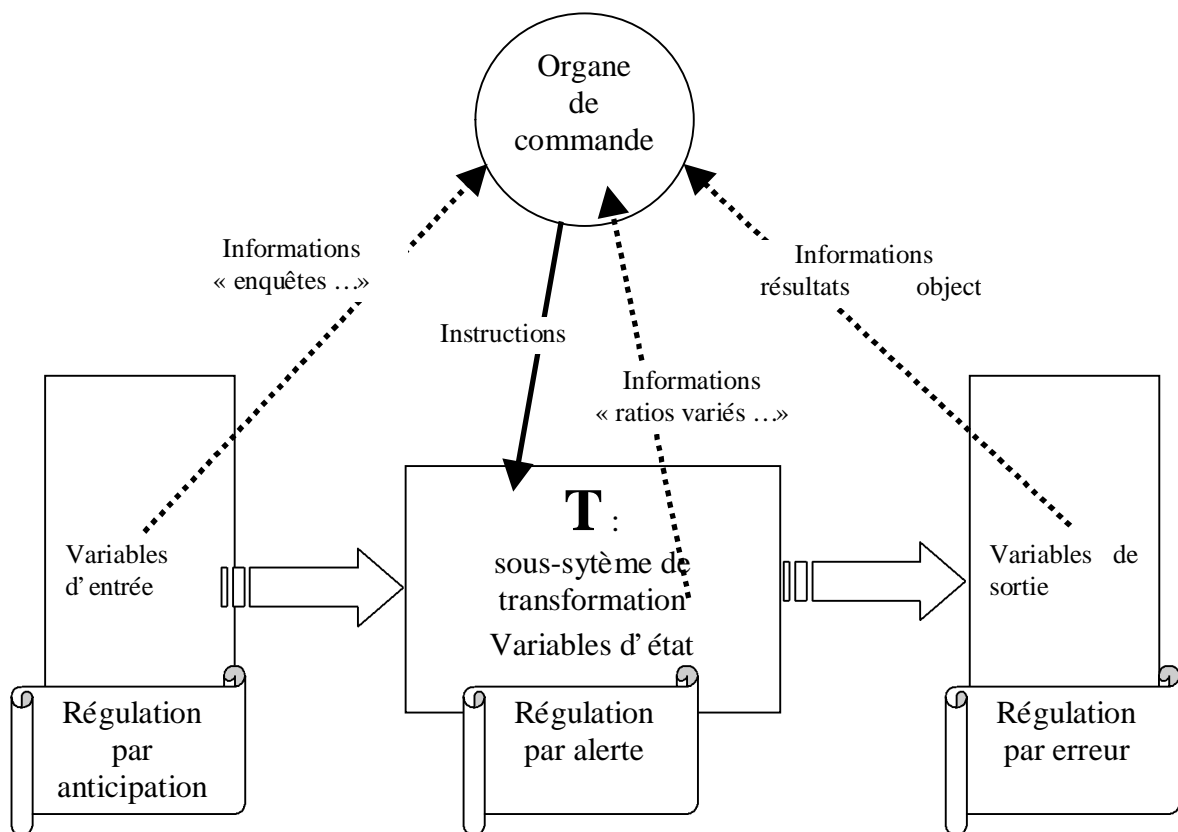 Organe
de
commande
Informations
« enquêtes …»
Informations
résultats object
Instructions
Informations
« ratios variés …»
T :
sous-sytème de
transformation
Variables d’état
Variables
d’entrée
Variables de
sortie
Régulation
par
anticipation
Régulation
par alerte
Régulation
par erreur